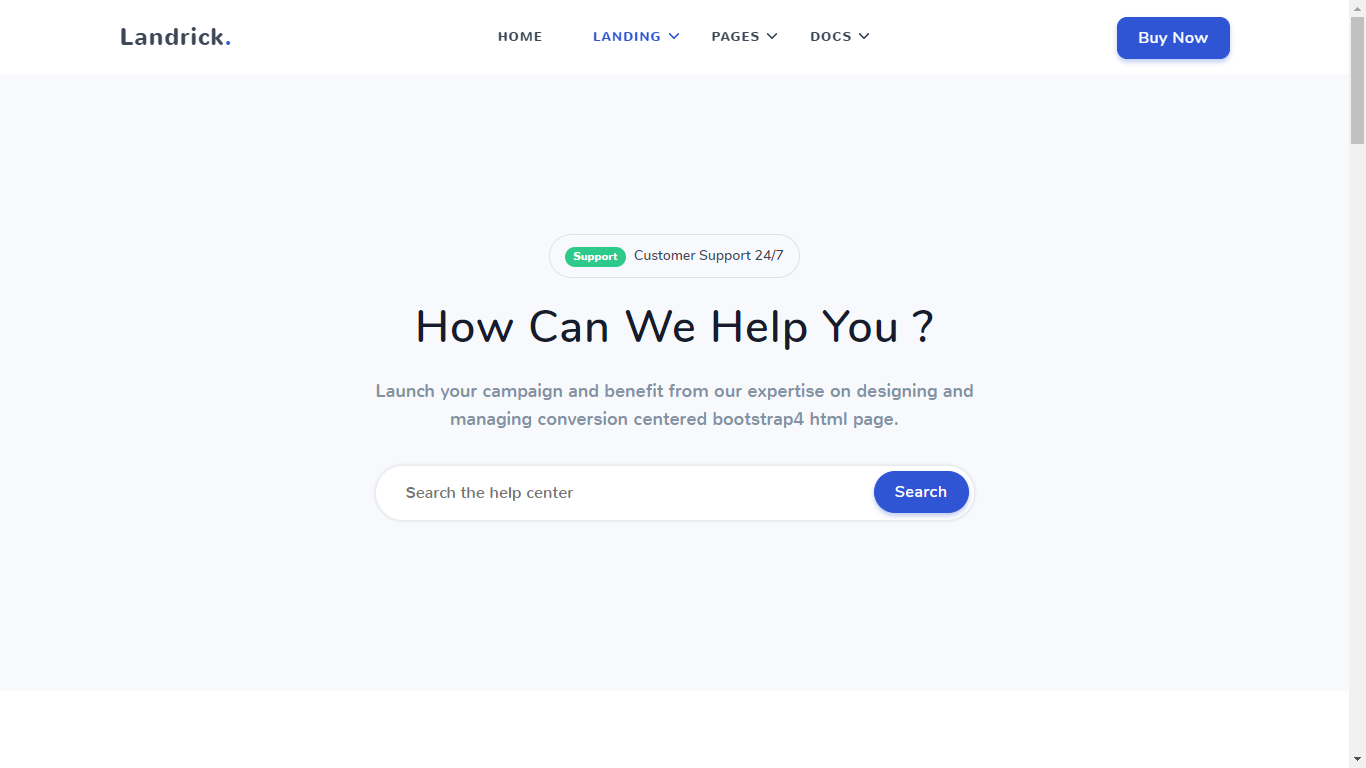 Landrick.
HOME
LANDING
PAGES
DOCS
Buy Now
Support Customer Support 24/7
How Can We Help You ?
Launch your campaign and benefit from our expertise on designing and
managing conversion centered bootstrap4 html page.
Search the help center
Search